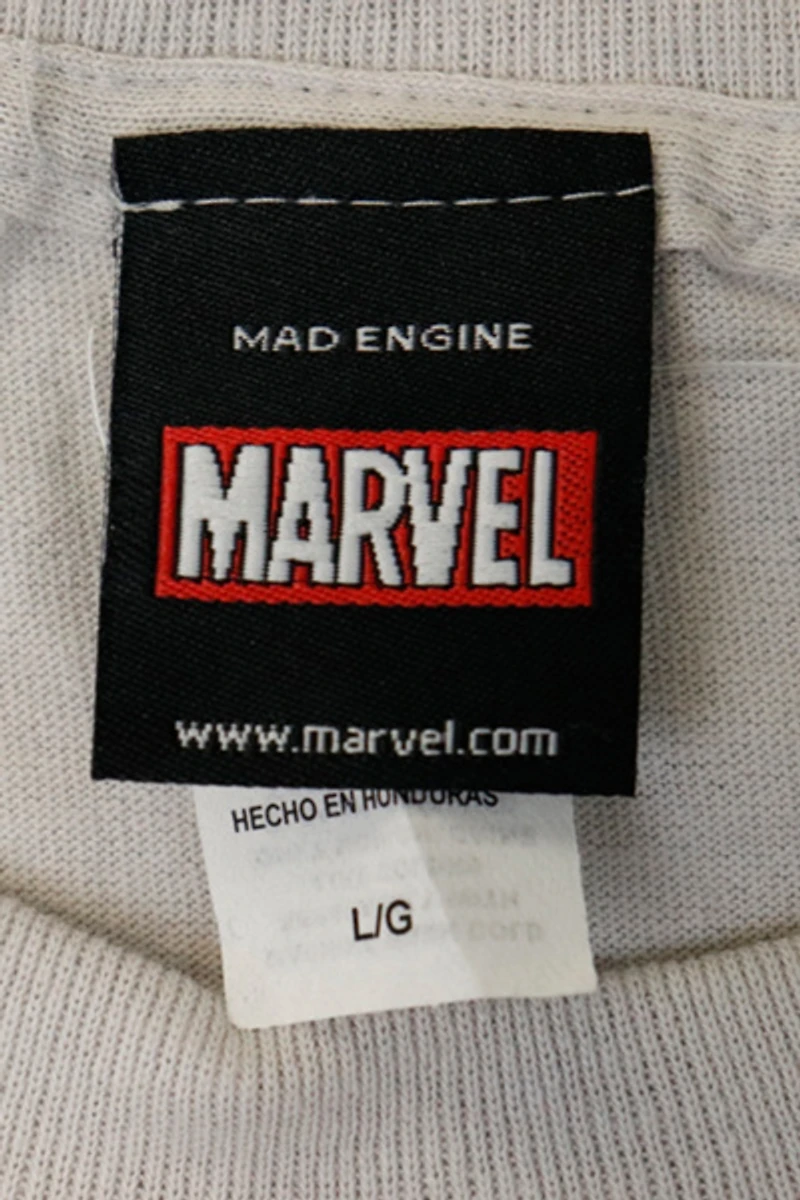 MAD ENGINE
MARVEL
www.marvel.com
HECHO EN HONDURAS
L/G